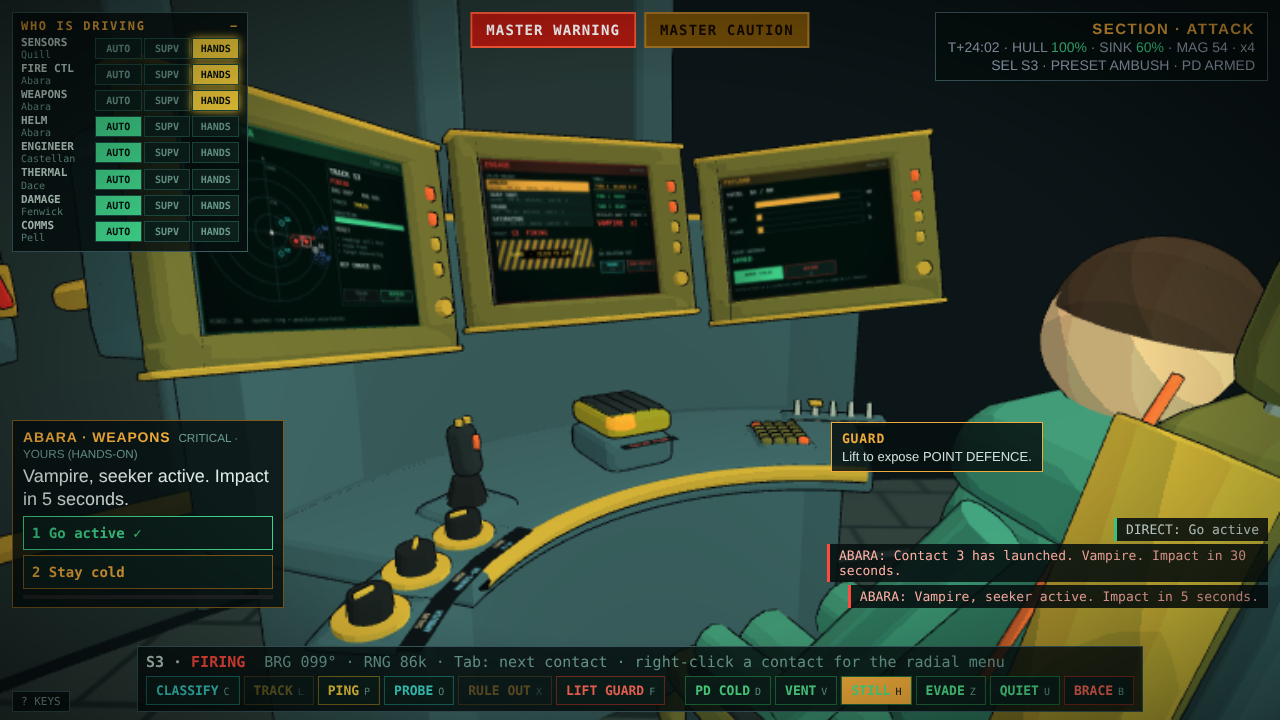 WHO IS DRIVING –
SENSORS
Quill
AUTO SUPV HANDS
FIRE CTL
Abara
AUTO SUPV HANDS
WEAPONS
Abara
AUTO SUPV HANDS
HELM
Abara
AUTO SUPV HANDS
ENGINEER
Castellan
AUTO SUPV HANDS
THERMAL
Dace
AUTO SUPV HANDS
DAMAGE
Fenwick
AUTO SUPV HANDS
COMMS
Pell
AUTO SUPV HANDS
MASTER WARNING
MASTER CAUTION
SECTION · ATTACK
T+24:02 · HULL 100% · SINK 60% · MAG 54 · x4
SEL S3 · PRESET AMBUSH · PD ARMED
TRACK S3
FIRING
VAMPIRE
S3 FIRING
GUARD
Lift to expose POINT DEFENCE.
ABARA · WEAPONS CRITICAL ·
YOURS (HANDS-ON)
Vampire, seeker active. Impact
in 5 seconds.
1 Go active ✓
2 Stay cold
DIRECT: Go active
ABARA: Contact 3 has launched. Vampire. Impact in 30
seconds.
ABARA: Vampire, seeker active. Impact in 5 seconds.
S3 · FIRING BRG 099° · RNG 86k · Tab: next contact · right-click a contact for the radial menu
CLASSIFY C TRACK L PING P PROBE O RULE OUT X LIFT GUARD F PD COLD D VENT V STILL H EVADE Z QUIET U BRACE B
? KEYS